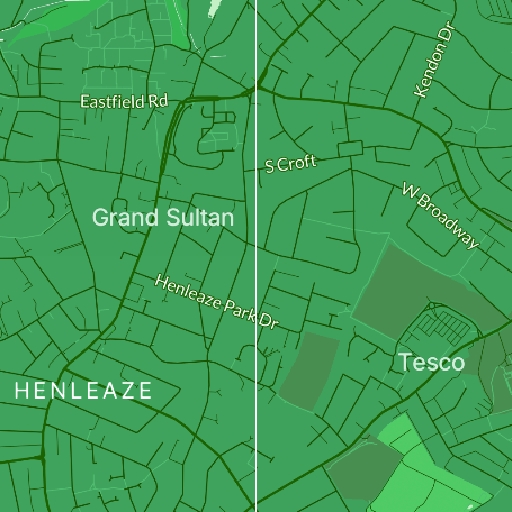 Kendon Dr
Eastfield Rd
S Croft
W Broadway
Grand Sultan
Henleaze Park Dr
Tesco
HENLEAZE